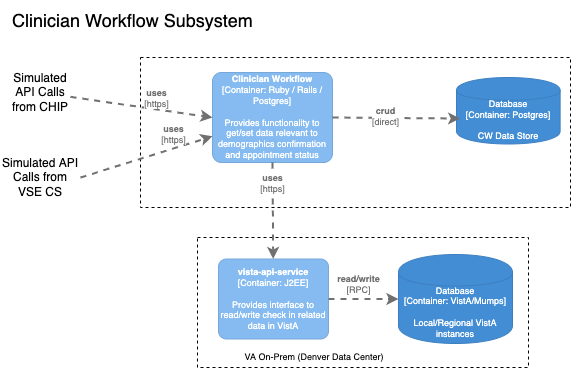 Clinician Workflow Subsystem
Simulated
API Calls
from CHIP
uses
[https]
Clinician Workflow
[Container: Ruby / Rails /
Postgres]
Provides functionality to
get/set data relevant to
demographics confirmation
and appointment status
crud
[direct]
Database
[Container: Postgres]
CW Data Store
Simulated API
Calls from
VSE CS
uses
[https]
uses
[https]
vista-api-service
[Container: J2EE]
Provides interface to
read/write check in related
data in VistA
read/write
[RPC]
Database
[Container: VistA/Mumps]
Local/Regional VistA
instances
VA On-Prem (Denver Data Center)